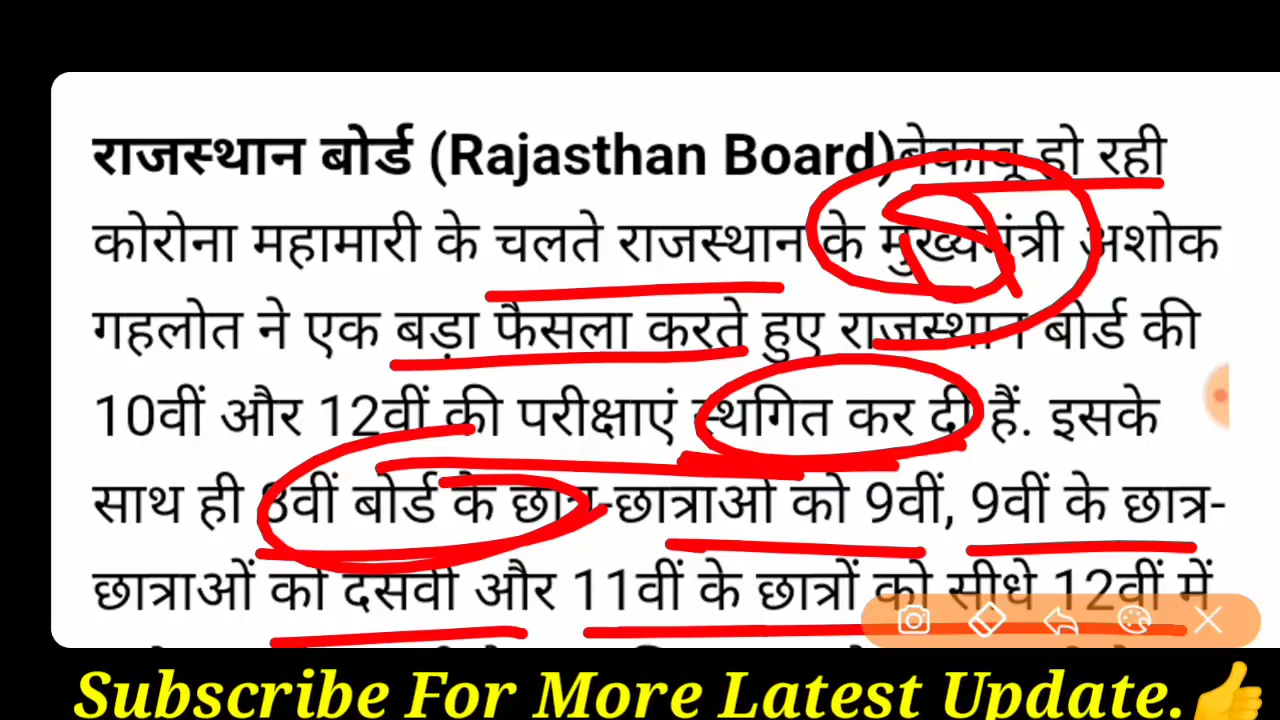 राजस्थान बोर्ड (Rajasthan Board)बेकाबू हो रही
कोरोना महामारी के चलते राजस्थान के मुख्यमंत्री अशोक
गहलोत ने एक बड़ा फैसला करते हुए राजस्थान बोर्ड की
10वीं और 12वीं की परीक्षाएं स्थगित कर दी हैं. इसके
साथ ही 8वीं बोर्ड के छात्र-छात्राओं को 9वीं, 9वीं के छात्र-
छात्राओं को दसवीं और 11वीं के छात्रों को सीधे 12वीं में
Subscribe For More Latest Update.